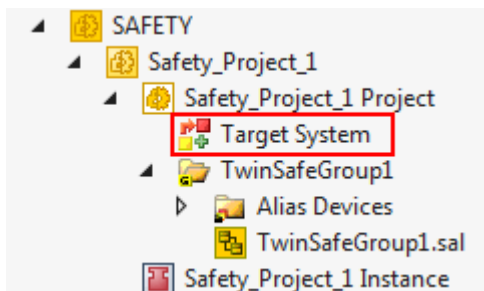 SAFETY
Safety_Project_1
Safety_Project_1 Project
Target System
TwinSafeGroup1
Alias Devices
TwinSafeGroup1.sal
Safety_Project_1 Instance